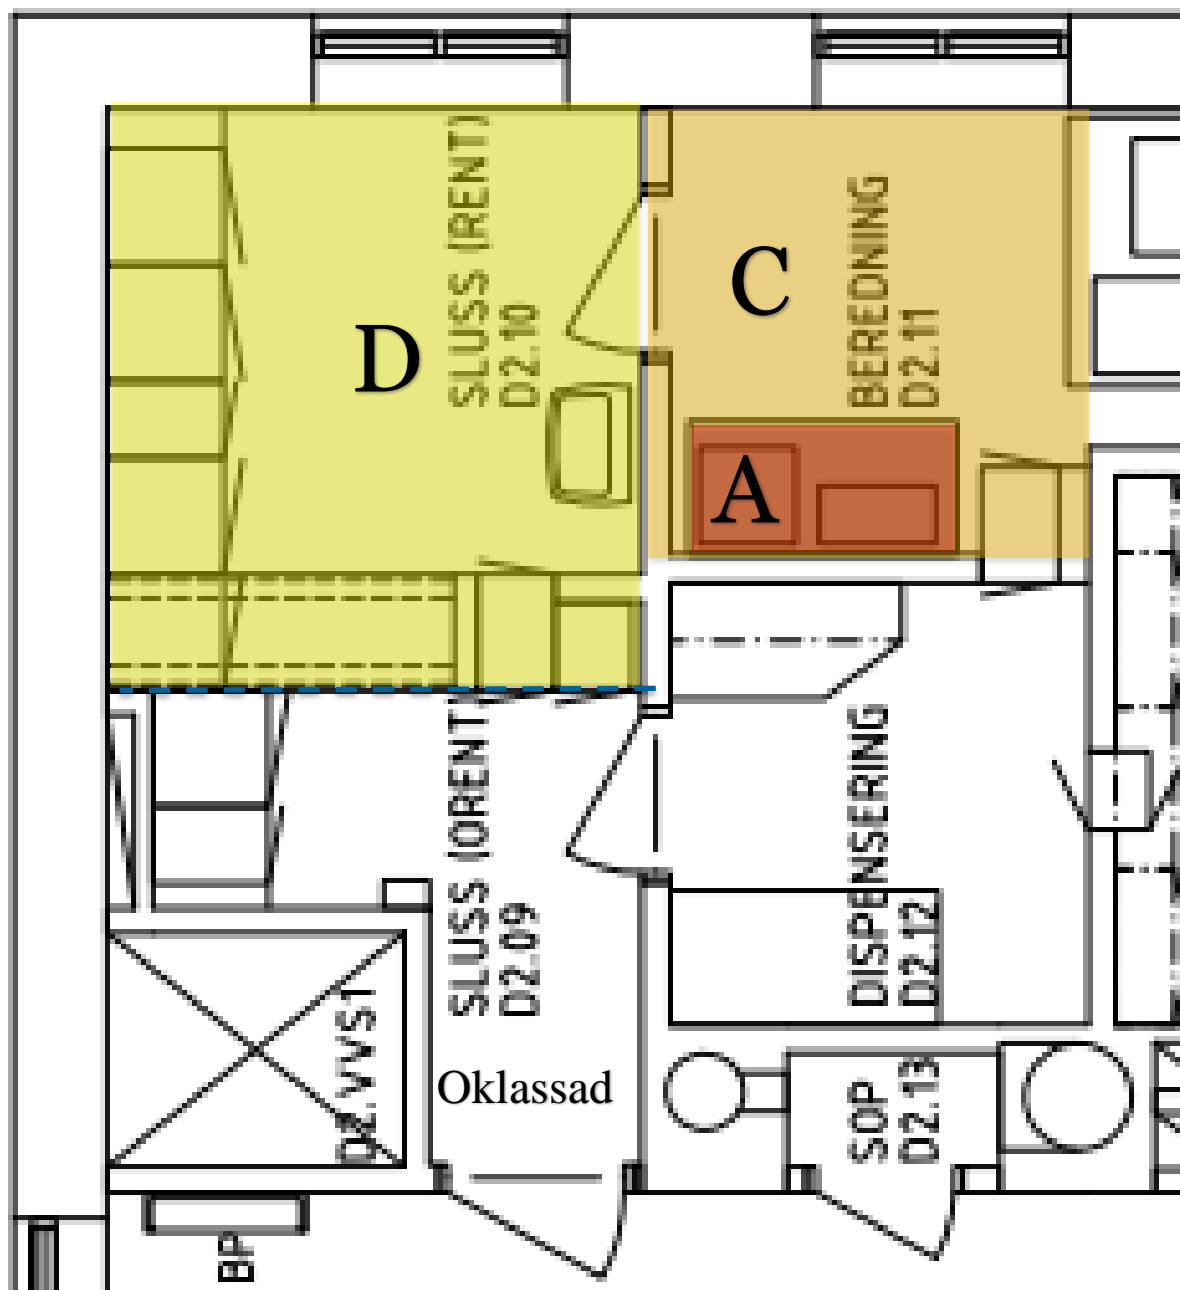 SLUSS (RENT)
D2.10
D
BEREDNING
D2.11
C
A
SLUSS (ORENT)
D2.09
DISPENSERING
D2.12
D2.VVS1
Oklassad
SOP
D2.13
BP